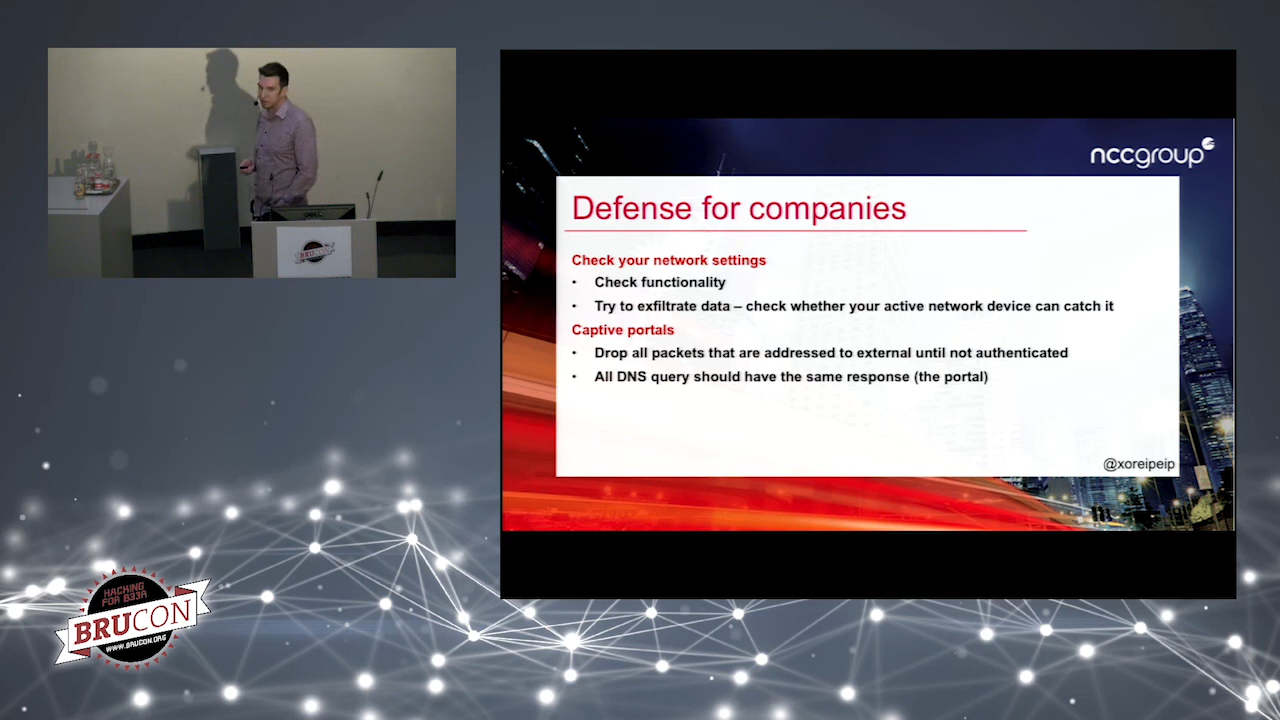 nccgroup
Defense for companies
Check your network settings
• Check functionality
• Try to exfiltrate data – check whether your active network device can catch it
Captive portals
• Drop all packets that are addressed to external until not authenticated
• All DNS query should have the same response (the portal)
@xoreipeip
BRUCON
HACKING
FOR B33R
BRUCON
WWW.BRUCON.ORG